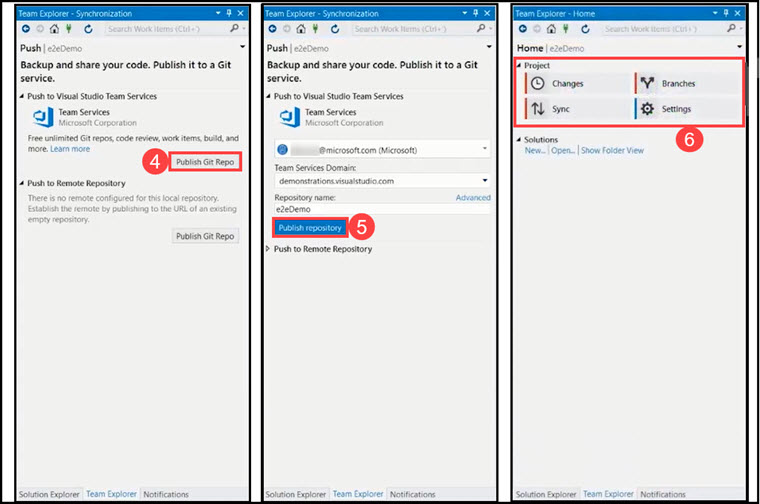 Team Explorer - Synchronization
Search Work Items (Ctrl+')
Push | e2eDemo
Backup and share your code. Publish it to a Git
service.
Push to Visual Studio Team Services
Team Services
Microsoft Corporation
Free unlimited Git repos, code review, work items, build, and
more. Learn more
4
Publish Git Repo
Push to Remote Repository
There is no remote configured for this local repository.
Establish the remote by publishing to the URL of an existing
empty repository.
Publish Git Repo
Solution Explorer Team Explorer Notifications
Team Explorer - Synchronization
Search Work Items (Ctrl+')
Push | e2eDemo
Backup and share your code. Publish it to a Git
service.
Push to Visual Studio Team Services
Team Services
Microsoft Corporation
@microsoft.com (Microsoft)
Team Services Domain:
demonstrations.visualstudio.com
Repository name: Advanced
e2eDemo
Publish repository
5
Push to Remote Repository
Solution Explorer Team Explorer Notifications
Team Explorer - Home
Search Work Items (Ctrl+')
Home | e2eDemo
Project
Changes Branches
Sync Settings
6
Solutions
New... Open... | Show Folder View
Solution Explorer Team Explorer Notifications